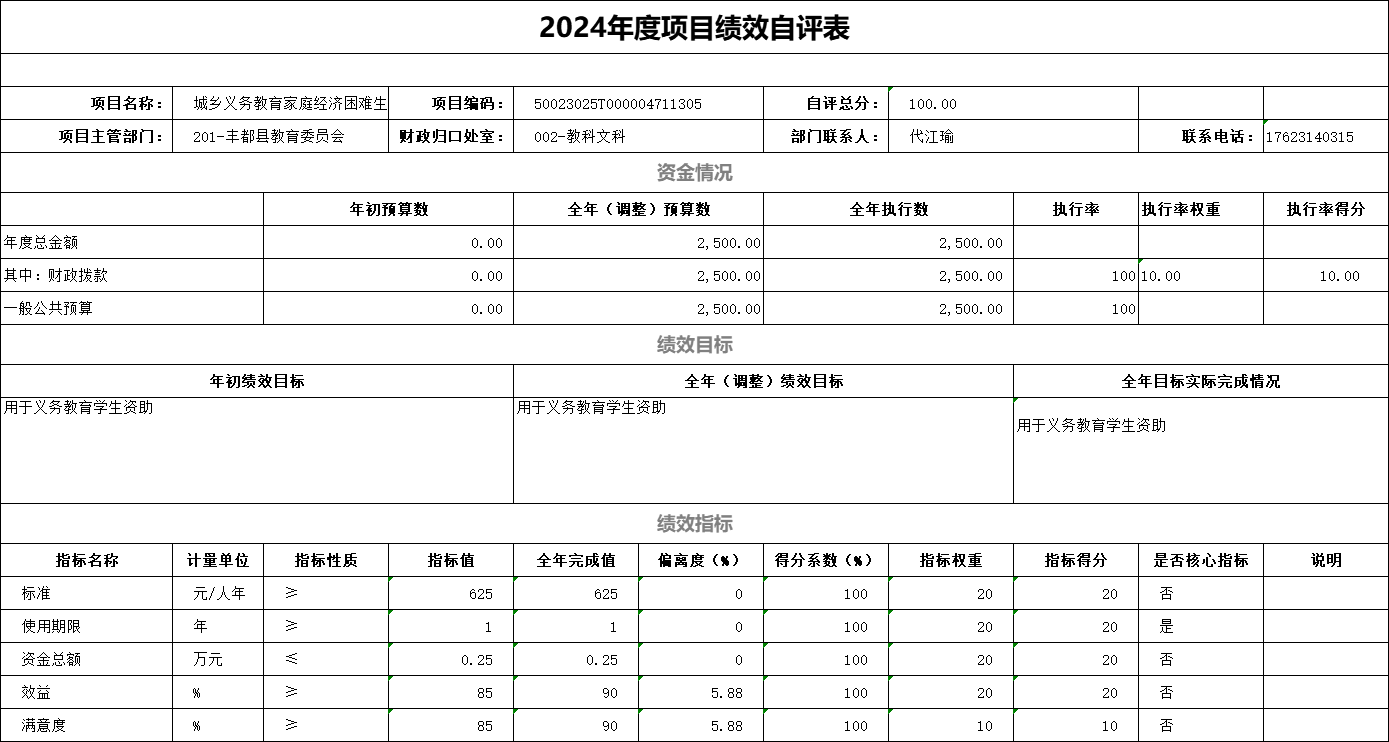 2024年度项目绩效自评表
项目名称： 城乡义务教育家庭经济困难生 项目编码： 50023025T000004711305 自评总分： 100.00
项目主管部门： 201-丰都县教育委员会 财政归口处室： 002-教科文科 部门联系人： 代江瑜 联系电话： 17623140315
资金情况
年初预算数 全年（调整）预算数 全年执行数 执行率 执行率权重 执行率得分
年度总金额 0.00 2,500.00 2,500.00
其中：财政拨款 0.00 2,500.00 2,500.00 100 10.00 10.00
一般公共预算 0.00 2,500.00 2,500.00 100
绩效目标
年初绩效目标 全年（调整）绩效目标 全年目标实际完成情况
用于义务教育学生资助 用于义务教育学生资助 用于义务教育学生资助
绩效指标
指标名称 计量单位 指标性质 指标值 全年完成值 偏离度（%） 得分系数（%） 指标权重 指标得分 是否核心指标 说明
标准 元/人年 ≥ 625 625 0 100 20 20 否
使用期限 年 ≥ 1 1 0 100 20 20 是
资金总额 万元 ≤ 0.25 0.25 0 100 20 20 否
效益 % ≥ 85 90 5.88 100 20 20 否
满意度 % ≥ 85 90 5.88 100 10 10 否